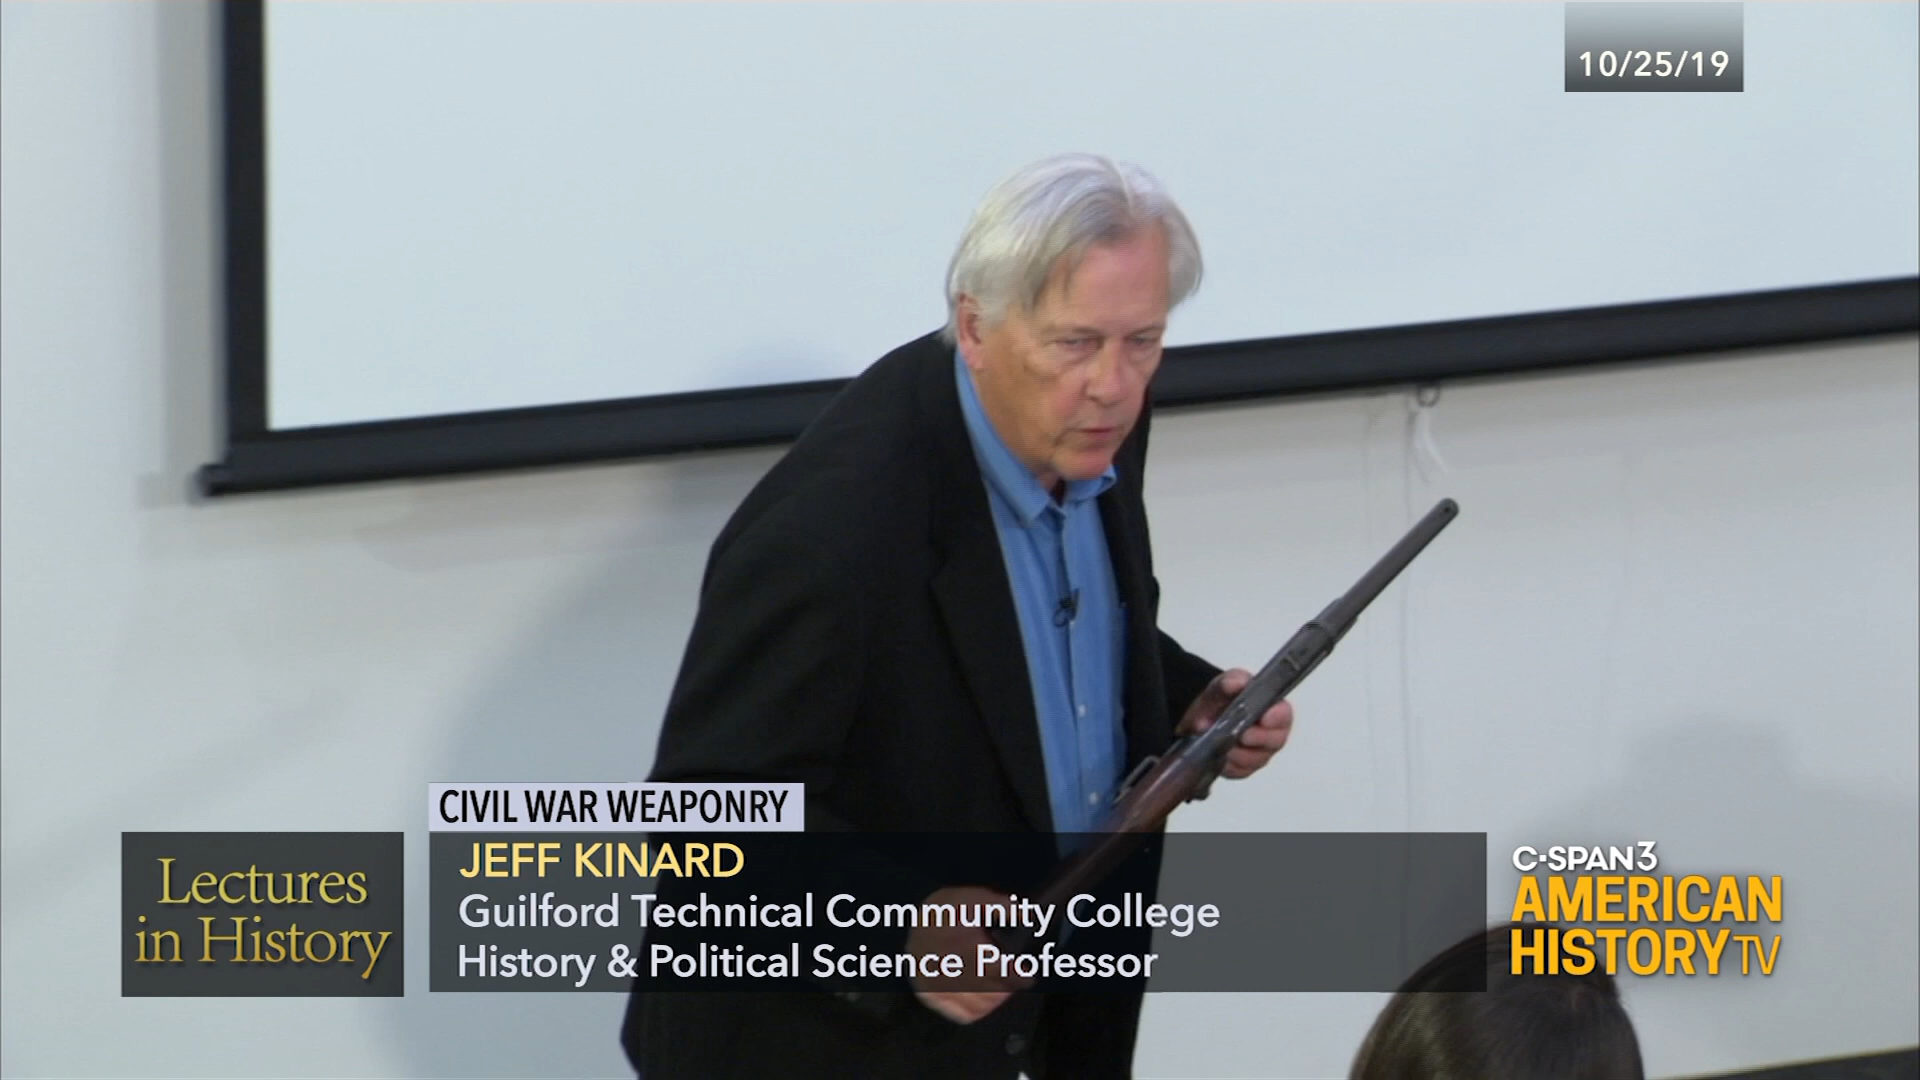 10/25/19
CIVIL WAR WEAPONRY
Lectures
in History
JEFF KINARD
Guilford Technical Community College
History & Political Science Professor
C-SPAN3
AMERICAN
HISTORY TV